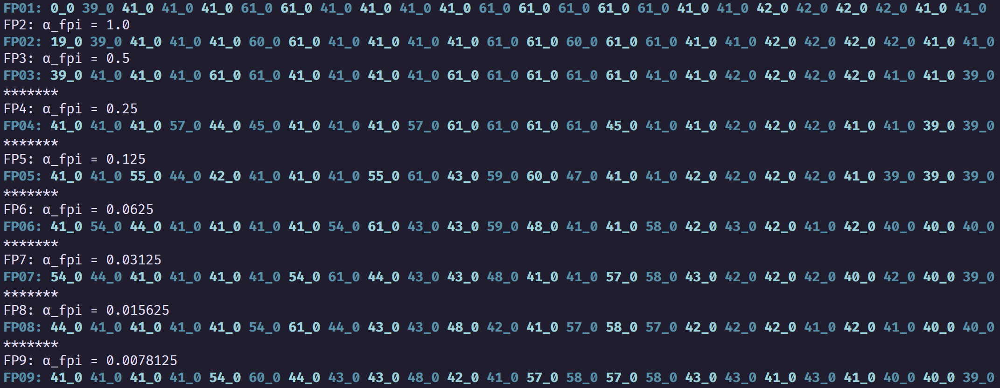 FP01: 0_0 39_0 41_0 41_0 41_0 61_0 61_0 41_0 41_0 41_0 41_0 61_0 61_0 61_0 61_0 61_0 41_0 41_0 42_0 42_0 42_0 42_0 41_0 41_0
FP2: α_fpi = 1.0
FP02: 19_0 39_0 41_0 41_0 41_0 60_0 61_0 41_0 41_0 41_0 41_0 61_0 61_0 60_0 61_0 61_0 41_0 41_0 42_0 42_0 42_0 42_0 41_0 41_0
FP3: α_fpi = 0.5
FP03: 39_0 41_0 41_0 41_0 61_0 61_0 41_0 41_0 41_0 41_0 61_0 61_0 61_0 61_0 61_0 41_0 41_0 42_0 42_0 42_0 42_0 41_0 41_0 39_0
*******
FP4: α_fpi = 0.25
FP04: 41_0 41_0 41_0 57_0 44_0 45_0 41_0 41_0 41_0 57_0 61_0 61_0 61_0 61_0 45_0 41_0 41_0 42_0 42_0 42_0 41_0 41_0 39_0 39_0
*******
FP5: α_fpi = 0.125
FP05: 41_0 41_0 55_0 44_0 42_0 41_0 41_0 41_0 55_0 61_0 43_0 59_0 60_0 47_0 41_0 41_0 42_0 42_0 42_0 42_0 41_0 39_0 39_0 39_0
*******
FP6: α_fpi = 0.0625
FP06: 41_0 54_0 44_0 41_0 41_0 41_0 41_0 54_0 61_0 43_0 43_0 59_0 48_0 41_0 41_0 58_0 42_0 43_0 42_0 41_0 42_0 40_0 40_0 40_0
*******
FP7: α_fpi = 0.03125
FP07: 54_0 44_0 41_0 41_0 41_0 41_0 54_0 61_0 44_0 43_0 43_0 48_0 41_0 41_0 57_0 58_0 43_0 42_0 42_0 42_0 40_0 42_0 40_0 39_0
*******
FP8: α_fpi = 0.015625
FP08: 44_0 41_0 41_0 41_0 41_0 54_0 61_0 44_0 43_0 43_0 48_0 42_0 41_0 57_0 58_0 57_0 42_0 42_0 42_0 41_0 42_0 41_0 40_0 40_0
*******
FP9: α_fpi = 0.0078125
FP09: 41_0 41_0 41_0 41_0 54_0 60_0 44_0 43_0 43_0 48_0 42_0 41_0 57_0 58_0 57_0 58_0 43_0 43_0 41_0 43_0 41_0 40_0 40_0 39_0